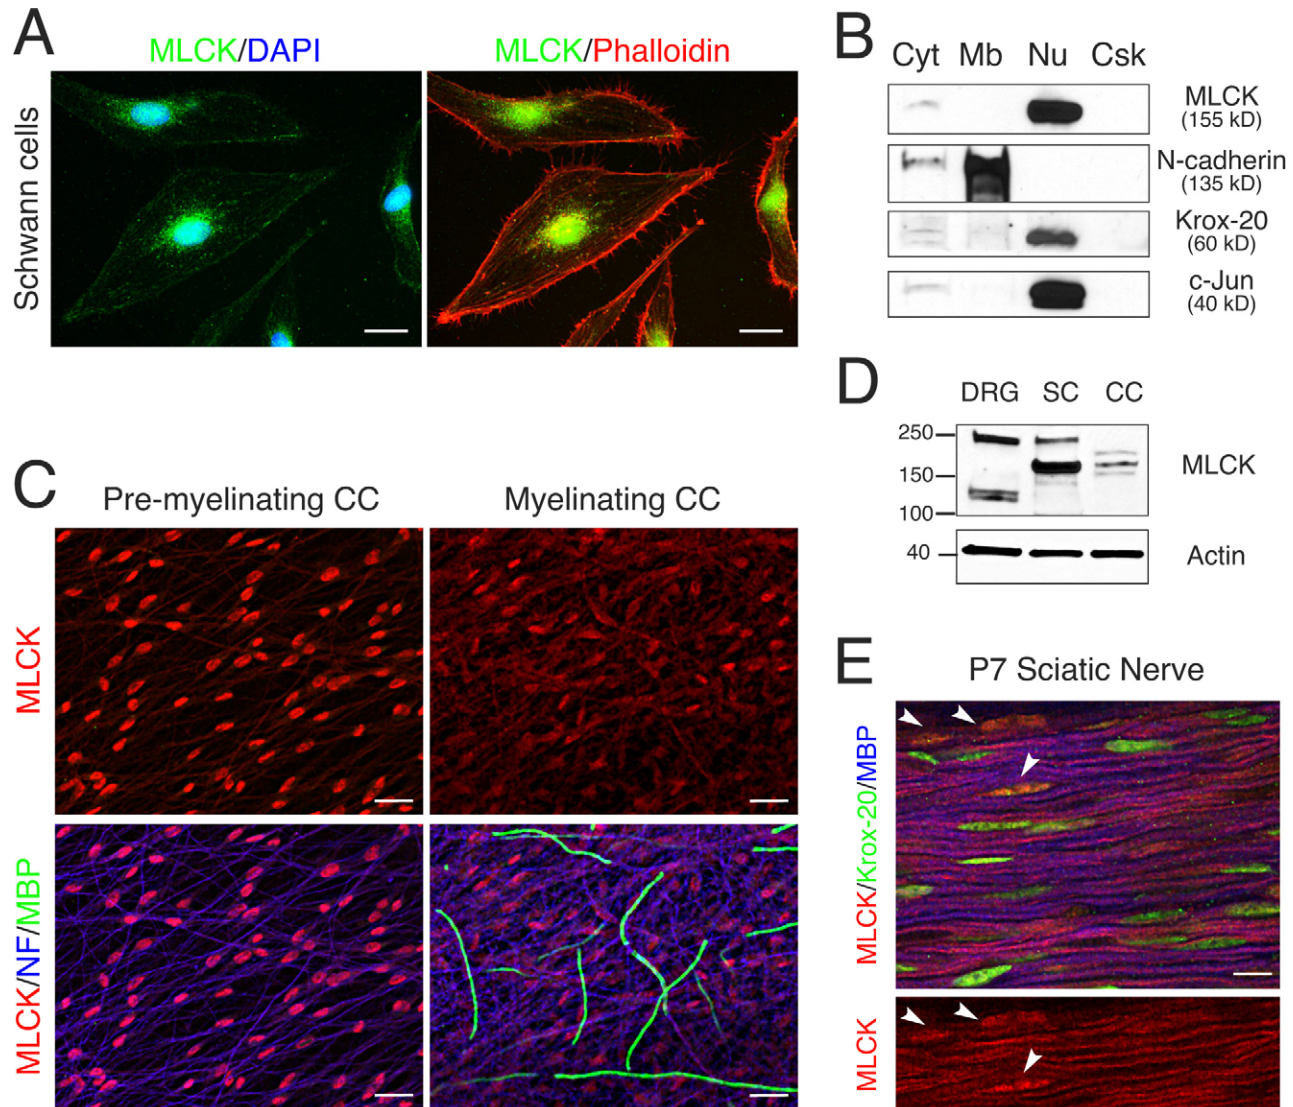 A
MLCK/DAPI
MLCK/Phalloidin
Schwann cells
B
Cyt Mb Nu Csk
MLCK
(155 kD)
N-cadherin
(135 kD)
Krox-20
(60 kD)
c-Jun
(40 kD)
C
Pre-myelinating CC
Myelinating CC
MLCK
MLCK/NF/MBP
D
DRG SC CC
250
150
100
MLCK
40
Actin
E
P7 Sciatic Nerve
MLCK/Krox-20/MBP
MLCK